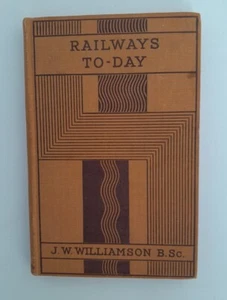 RAILWAYS
TO-DAY
J. W. WILLIAMSON B.Sc.